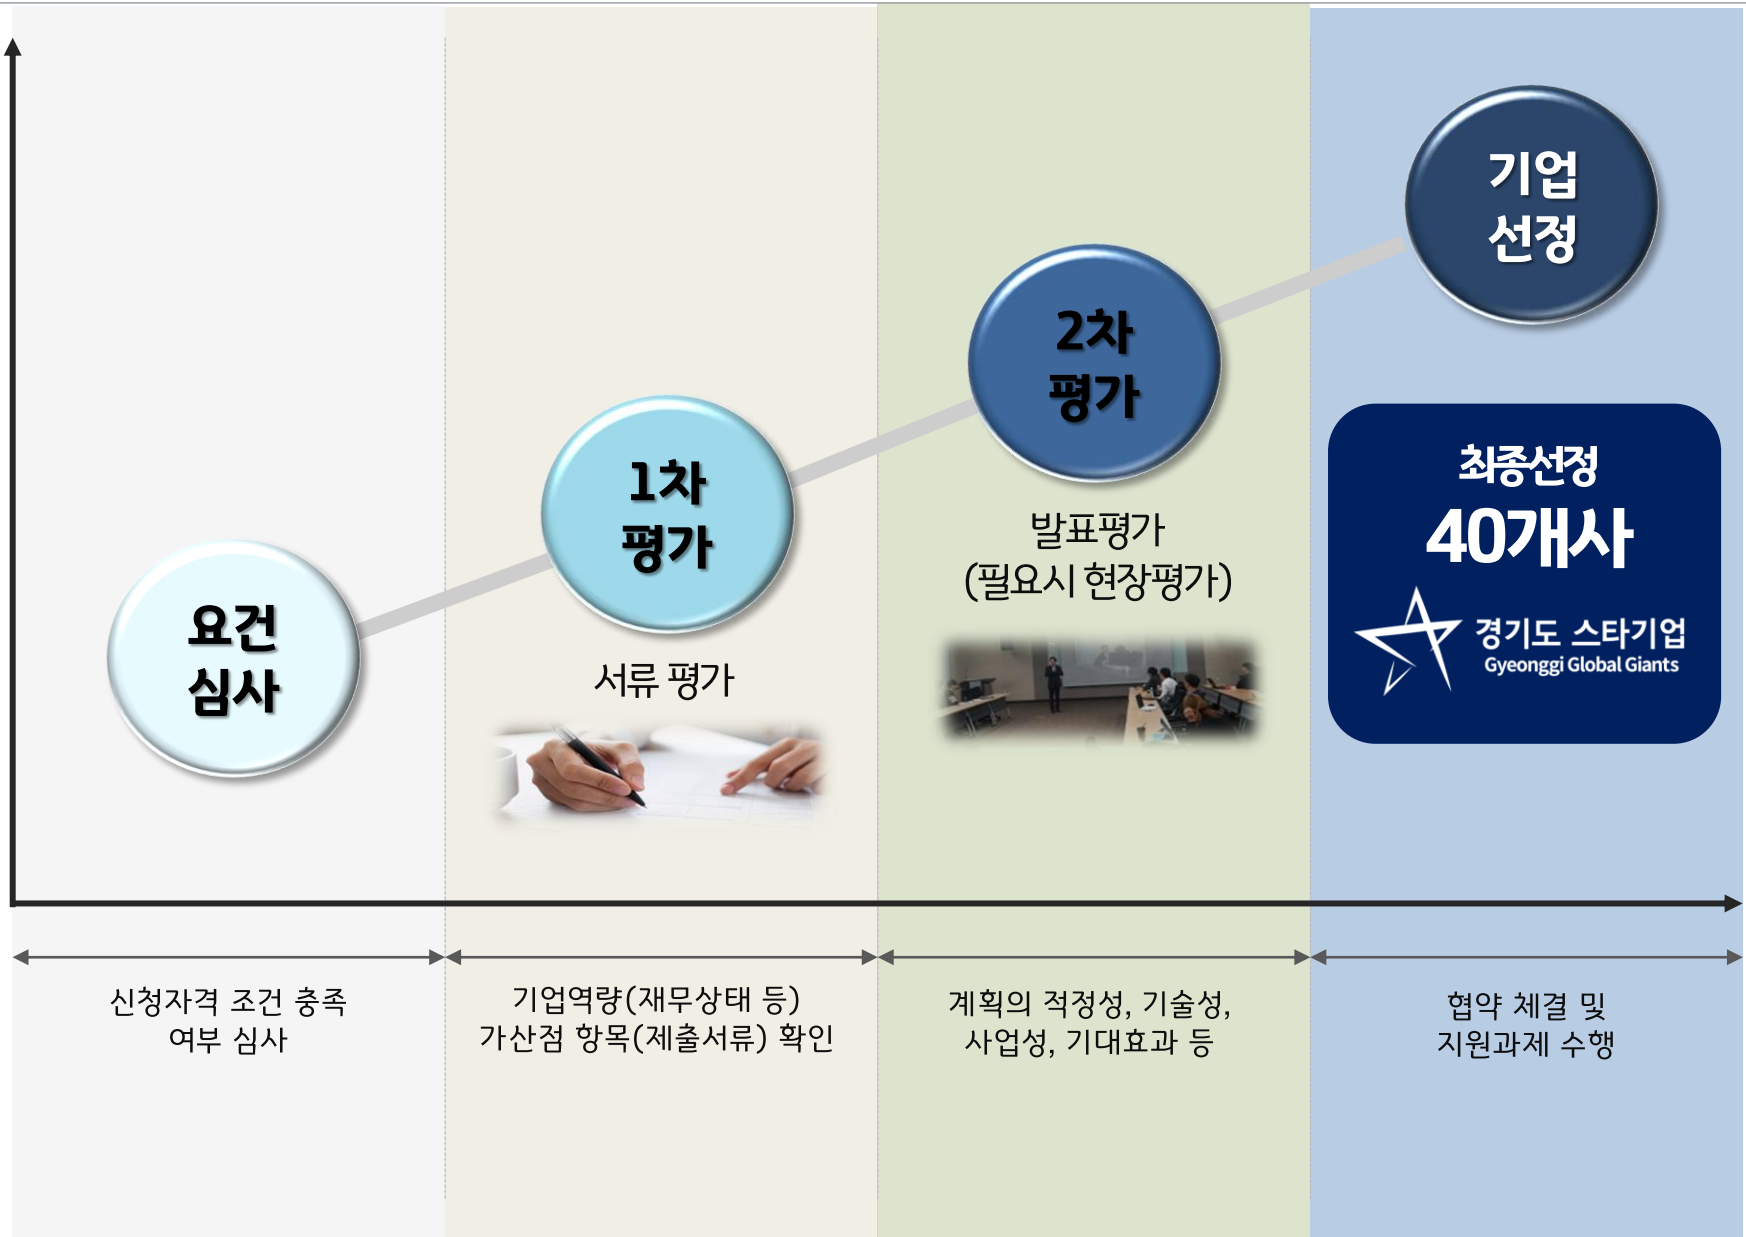 요건
심사
1차
평가
서류 평가
2차
평가
발표평가
(필요시 현장평가)
기업
선정
최종선정
40개사
경기도 스타기업
Gyeonggi Global Giants
신청자격 조건 충족
여부 심사
기업역량(재무상태 등)
가산점 항목(제출서류) 확인
계획의 적정성, 기술성,
사업성, 기대효과 등
협약 체결 및
지원과제 수행